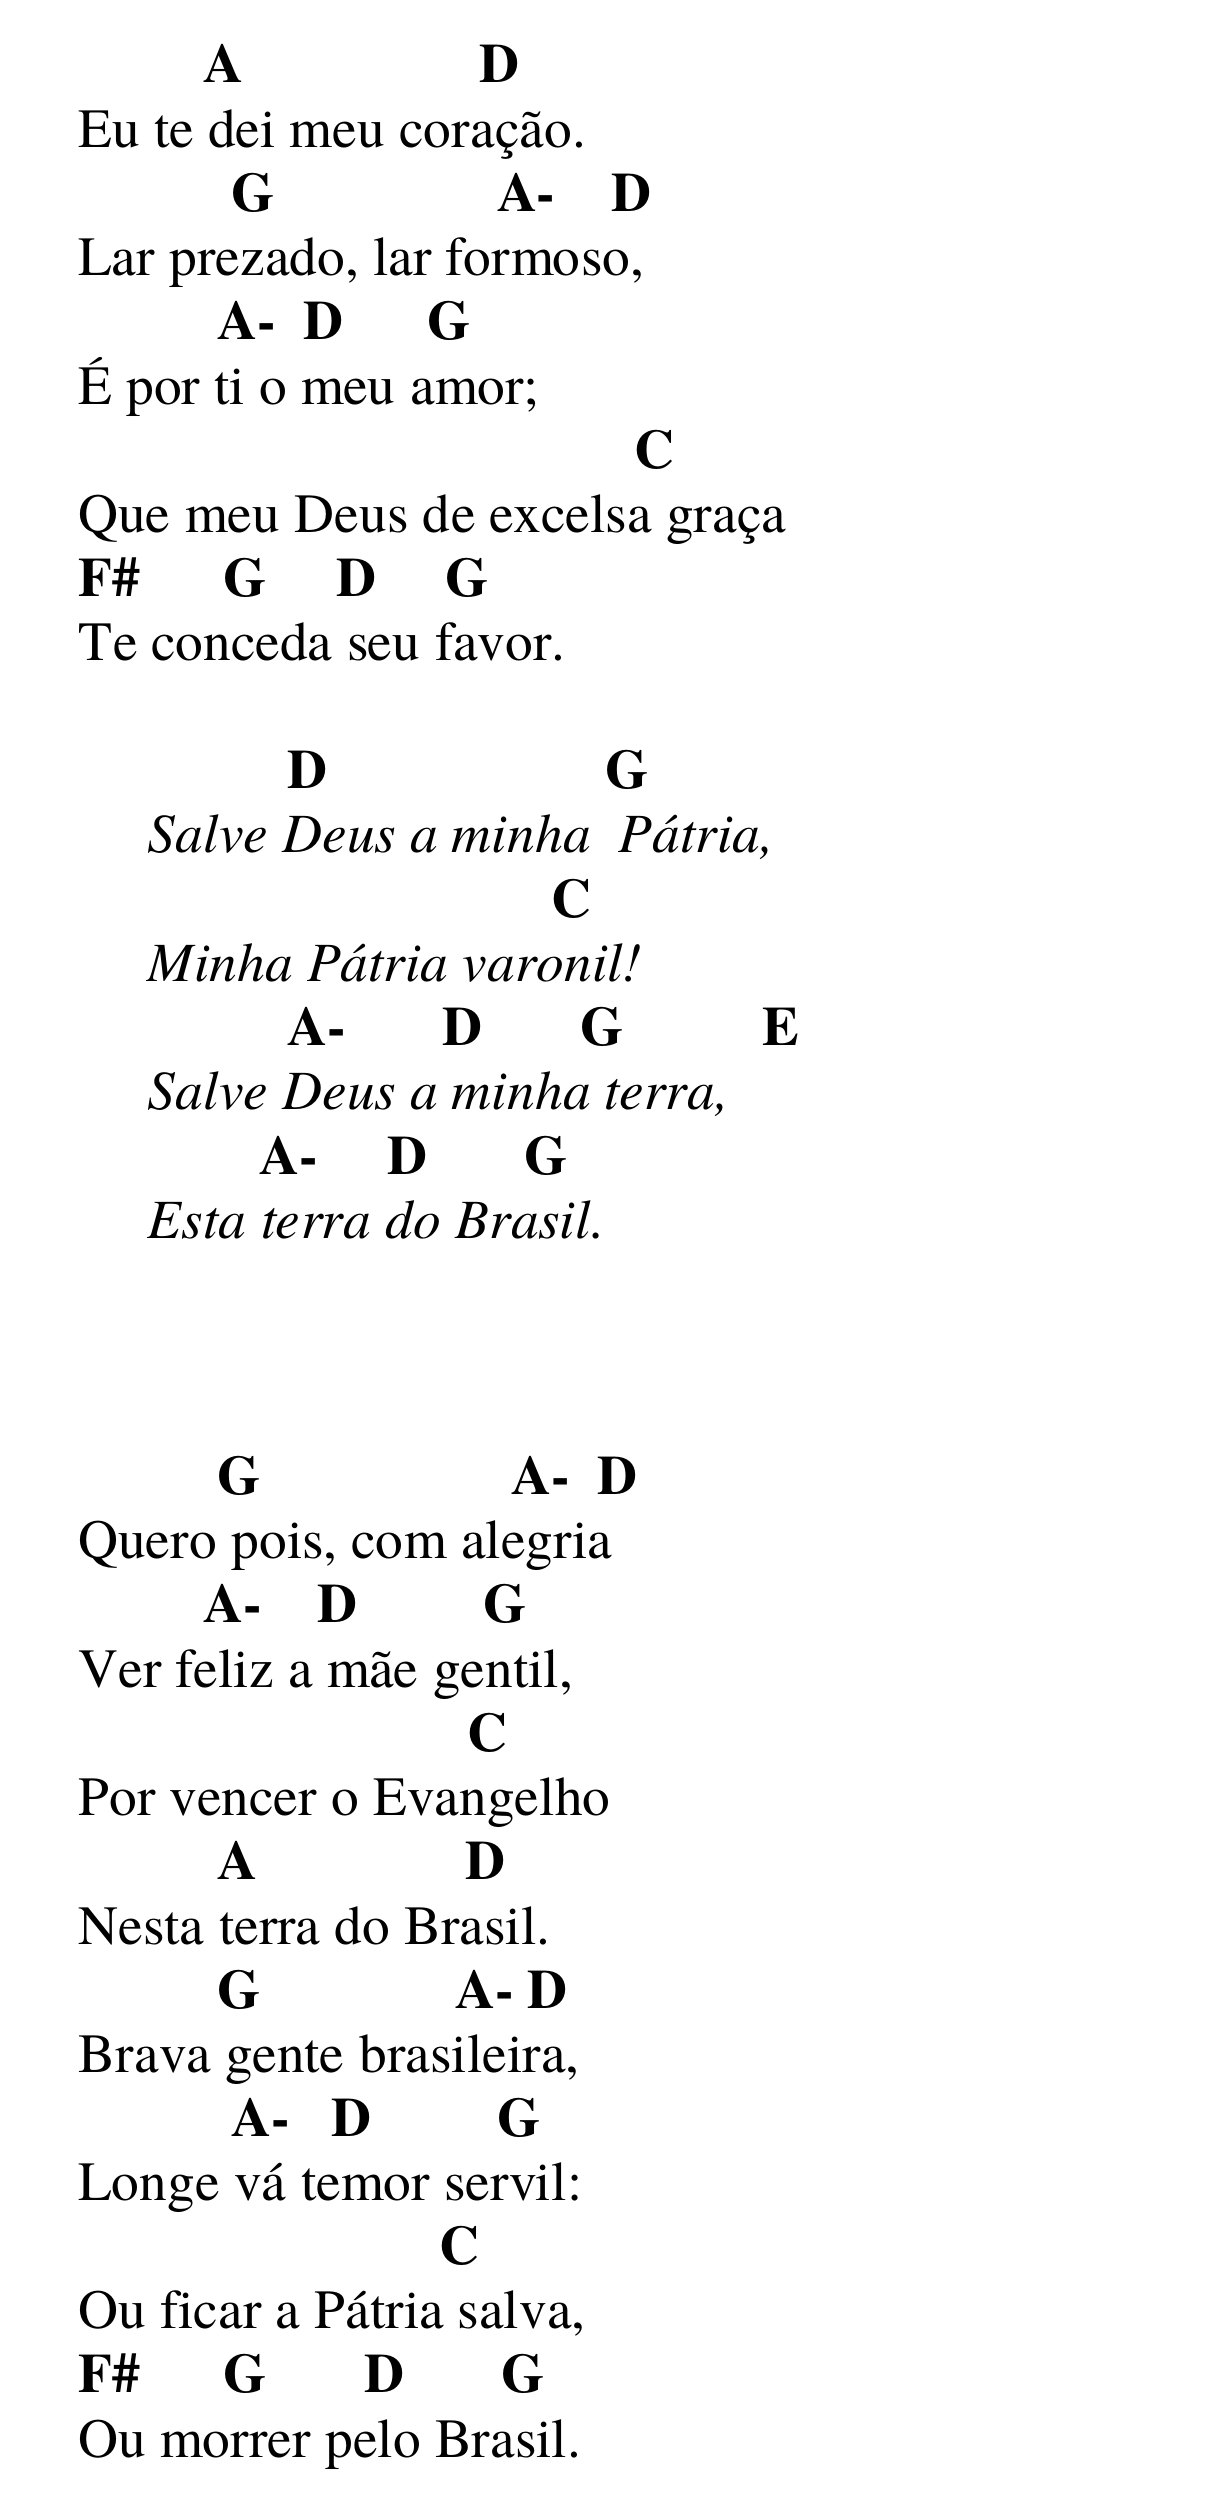 A D
Eu te dei meu coração.
G A- D
Lar prezado, lar formoso,
A- D G
É por ti o meu amor;
C
Que meu Deus de excelsa graça
F# G D G
Te conceda seu favor.
D G
Salve Deus a minha Pátria,
C
Minha Pátria varonil!
A- D G E
Salve Deus a minha terra,
A- D G
Esta terra do Brasil.
G A- D
Quero pois, com alegria
A- D G
Ver feliz a mãe gentil,
C
Por vencer o Evangelho
A D
Nesta terra do Brasil.
G A- D
Brava gente brasileira,
A- D G
Longe vá temor servil:
C
Ou ficar a Pátria salva,
F# G D G
Ou morrer pelo Brasil.